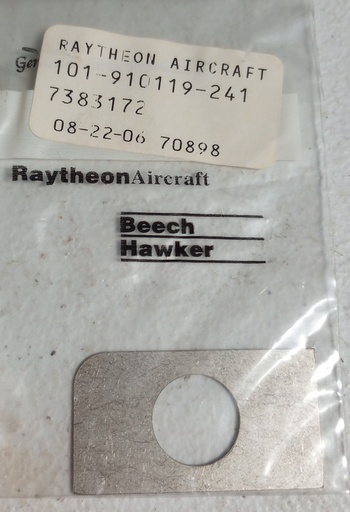 RAYTHEON AIRCRAFT
101-910119-241
7383172
08-22-06 70898
RaytheonAircraft
Beech
Hawker